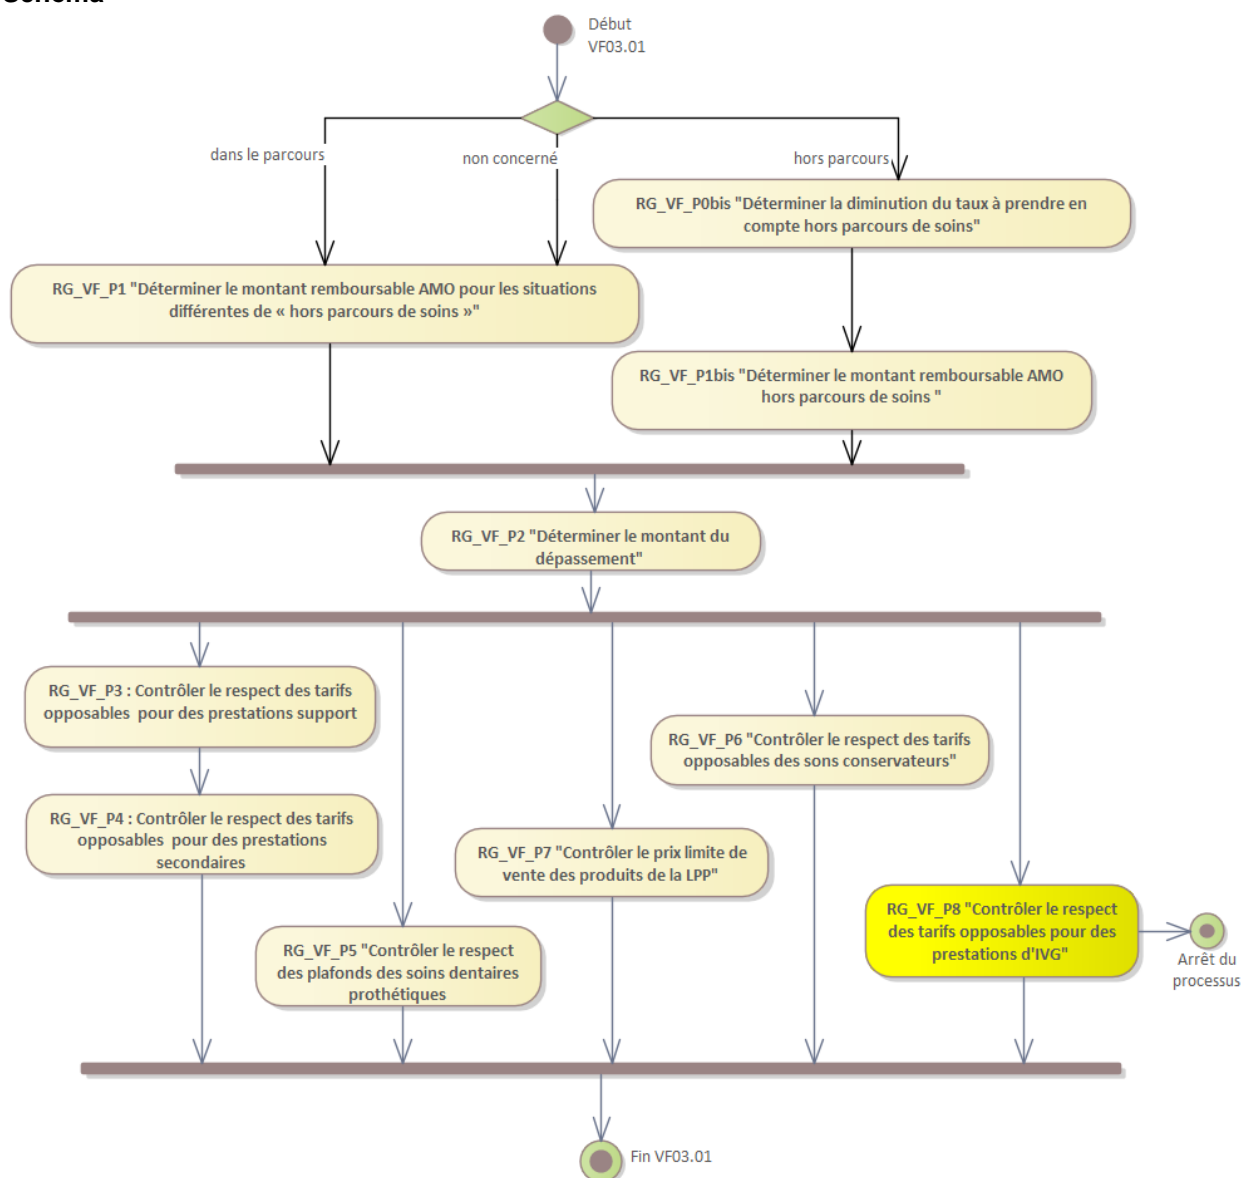 Schéma
Début
VF03.01
dans le parcours
non concerné
hors parcours
RG_VF_P0bis "Déterminer la diminution du taux à prendre en
compte hors parcours de soins"
RG_VF_P1 "Déterminer le montant remboursable AMO pour les situations
différentes de « hors parcours de soins »"
RG_VF_P1bis "Déterminer le montant remboursable AMO
hors parcours de soins "
RG_VF_P2 "Déterminer le montant du
dépassement"
RG_VF_P3 : Contrôler le respect des tarifs
opposables pour des prestations support
RG_VF_P4 : Contrôler le respect des tarifs
opposables pour des prestations
secondaires
RG_VF_P5 "Contrôler le respect
des plafonds des soins dentaires
prothétiques
RG_VF_P7 "Contrôler le prix limite de
vente des produits de la LPP"
RG_VF_P6 "Contrôler le respect des tarifs
opposables des sons conservateurs"
RG_VF_P8 "Contrôler le respect
des tarifs opposables pour des
prestations d'IVG"
Arrêt du
processus
Fin VF03.01